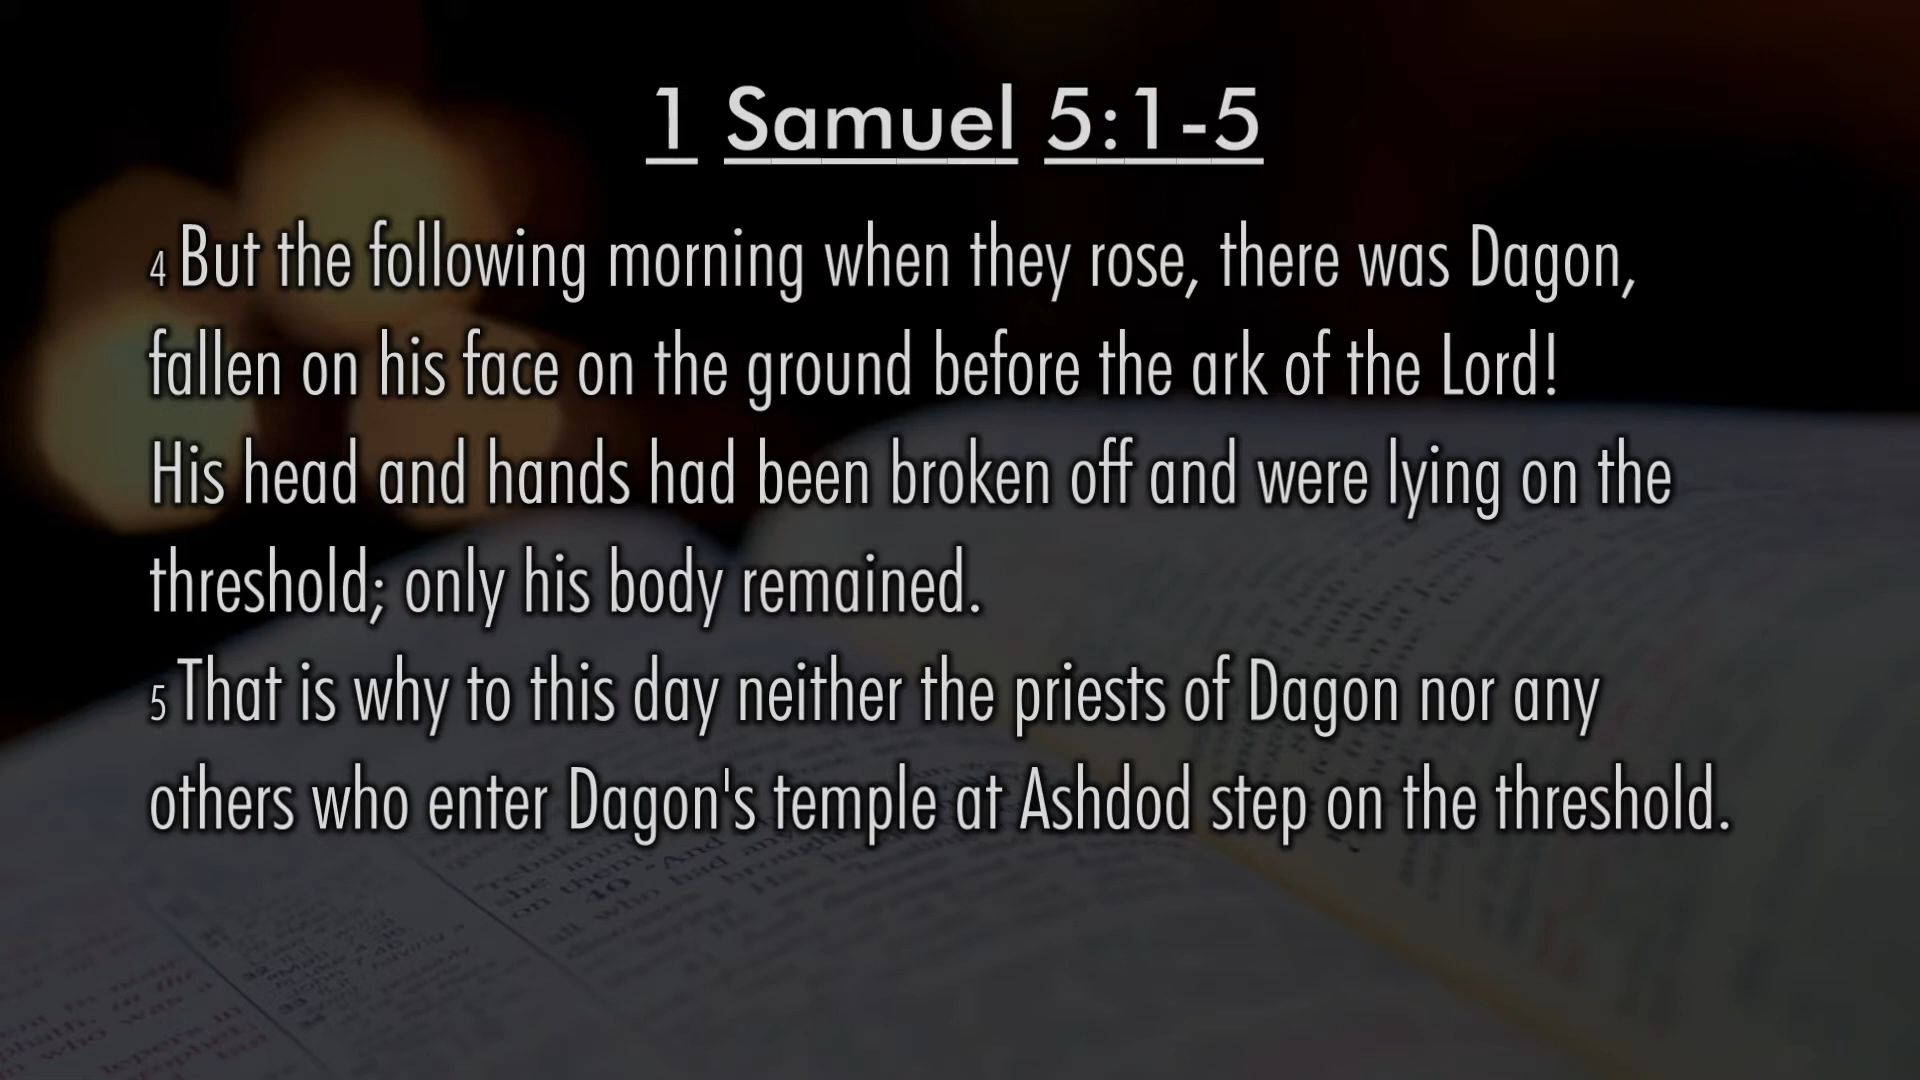 1 Samuel 5:1-5
4 But the following morning when they rose, there was Dagon,
fallen on his face on the ground before the ark of the Lord!
His head and hands had been broken off and were lying on the
threshold; only his body remained.
5 That is why to this day neither the priests of Dagon nor any
others who enter Dagon's temple at Ashdod step on the threshold.